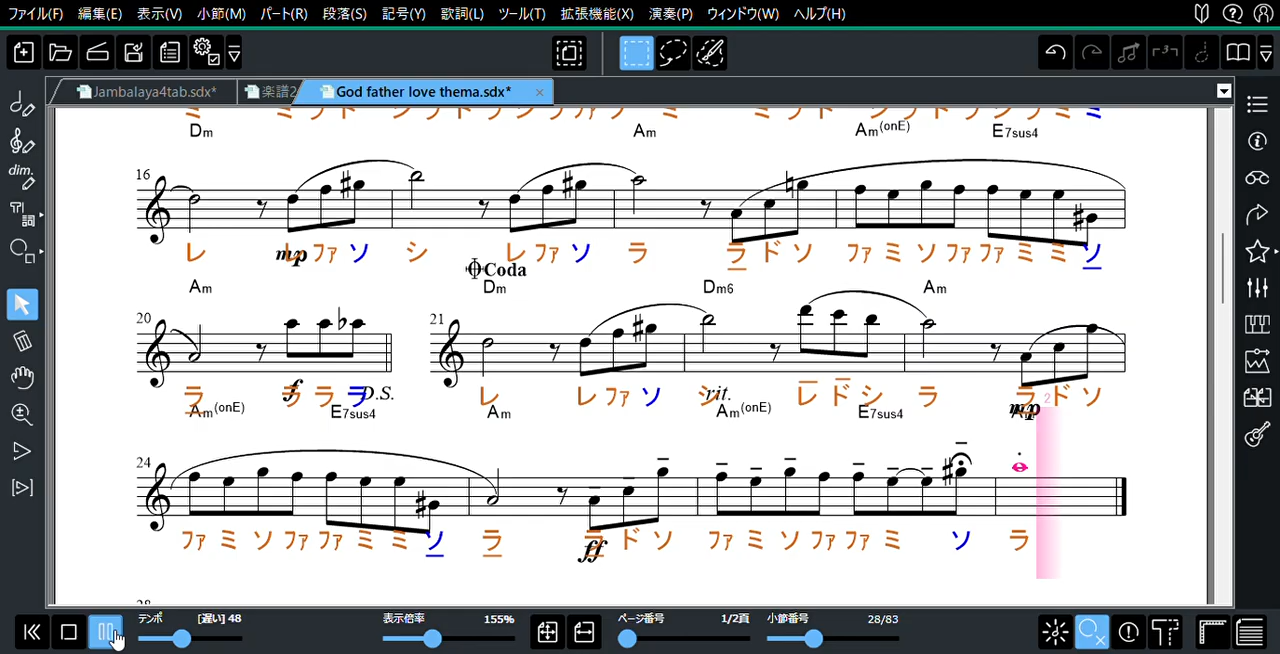 ファイル(F) 編集(E) 表示(V) 小節(M) パート(R) 段落(S) 記号(Y) 歌詞(L) ツール(T) 拡張機能(X) 演奏(P) ウィンドウ(W) ヘルプ(H)
Jambalaya4tab.sdx* 楽譜2 God father love thema.sdx* ×
dim.
Dm Am Am(onE) E7sus4
16
mp
レ レ ファ ソ シ レ ファ ソ ラ ラ ド ソ ファ ミ ソ ファ ファ ミ ミ ソ
Coda
Am Dm Dm6 Am
20 21
f D.S. rit. mp
ラ ラ ラ ラ レ レ ファ ソ シ レ ド シ ラ ラ ド ソ
Am(onE) E7sus4 Am Am(onE) E7sus4
2
24
ファ ミ ソ ファ ファ ミ ミ ソ ラ ラ ド ソ ファ ミ ソ ファ ファ ミ ソ ラ
ff
テンポ [遅い] 48 表示倍率 155% ページ番号 1/2頁 小節番号 28/83